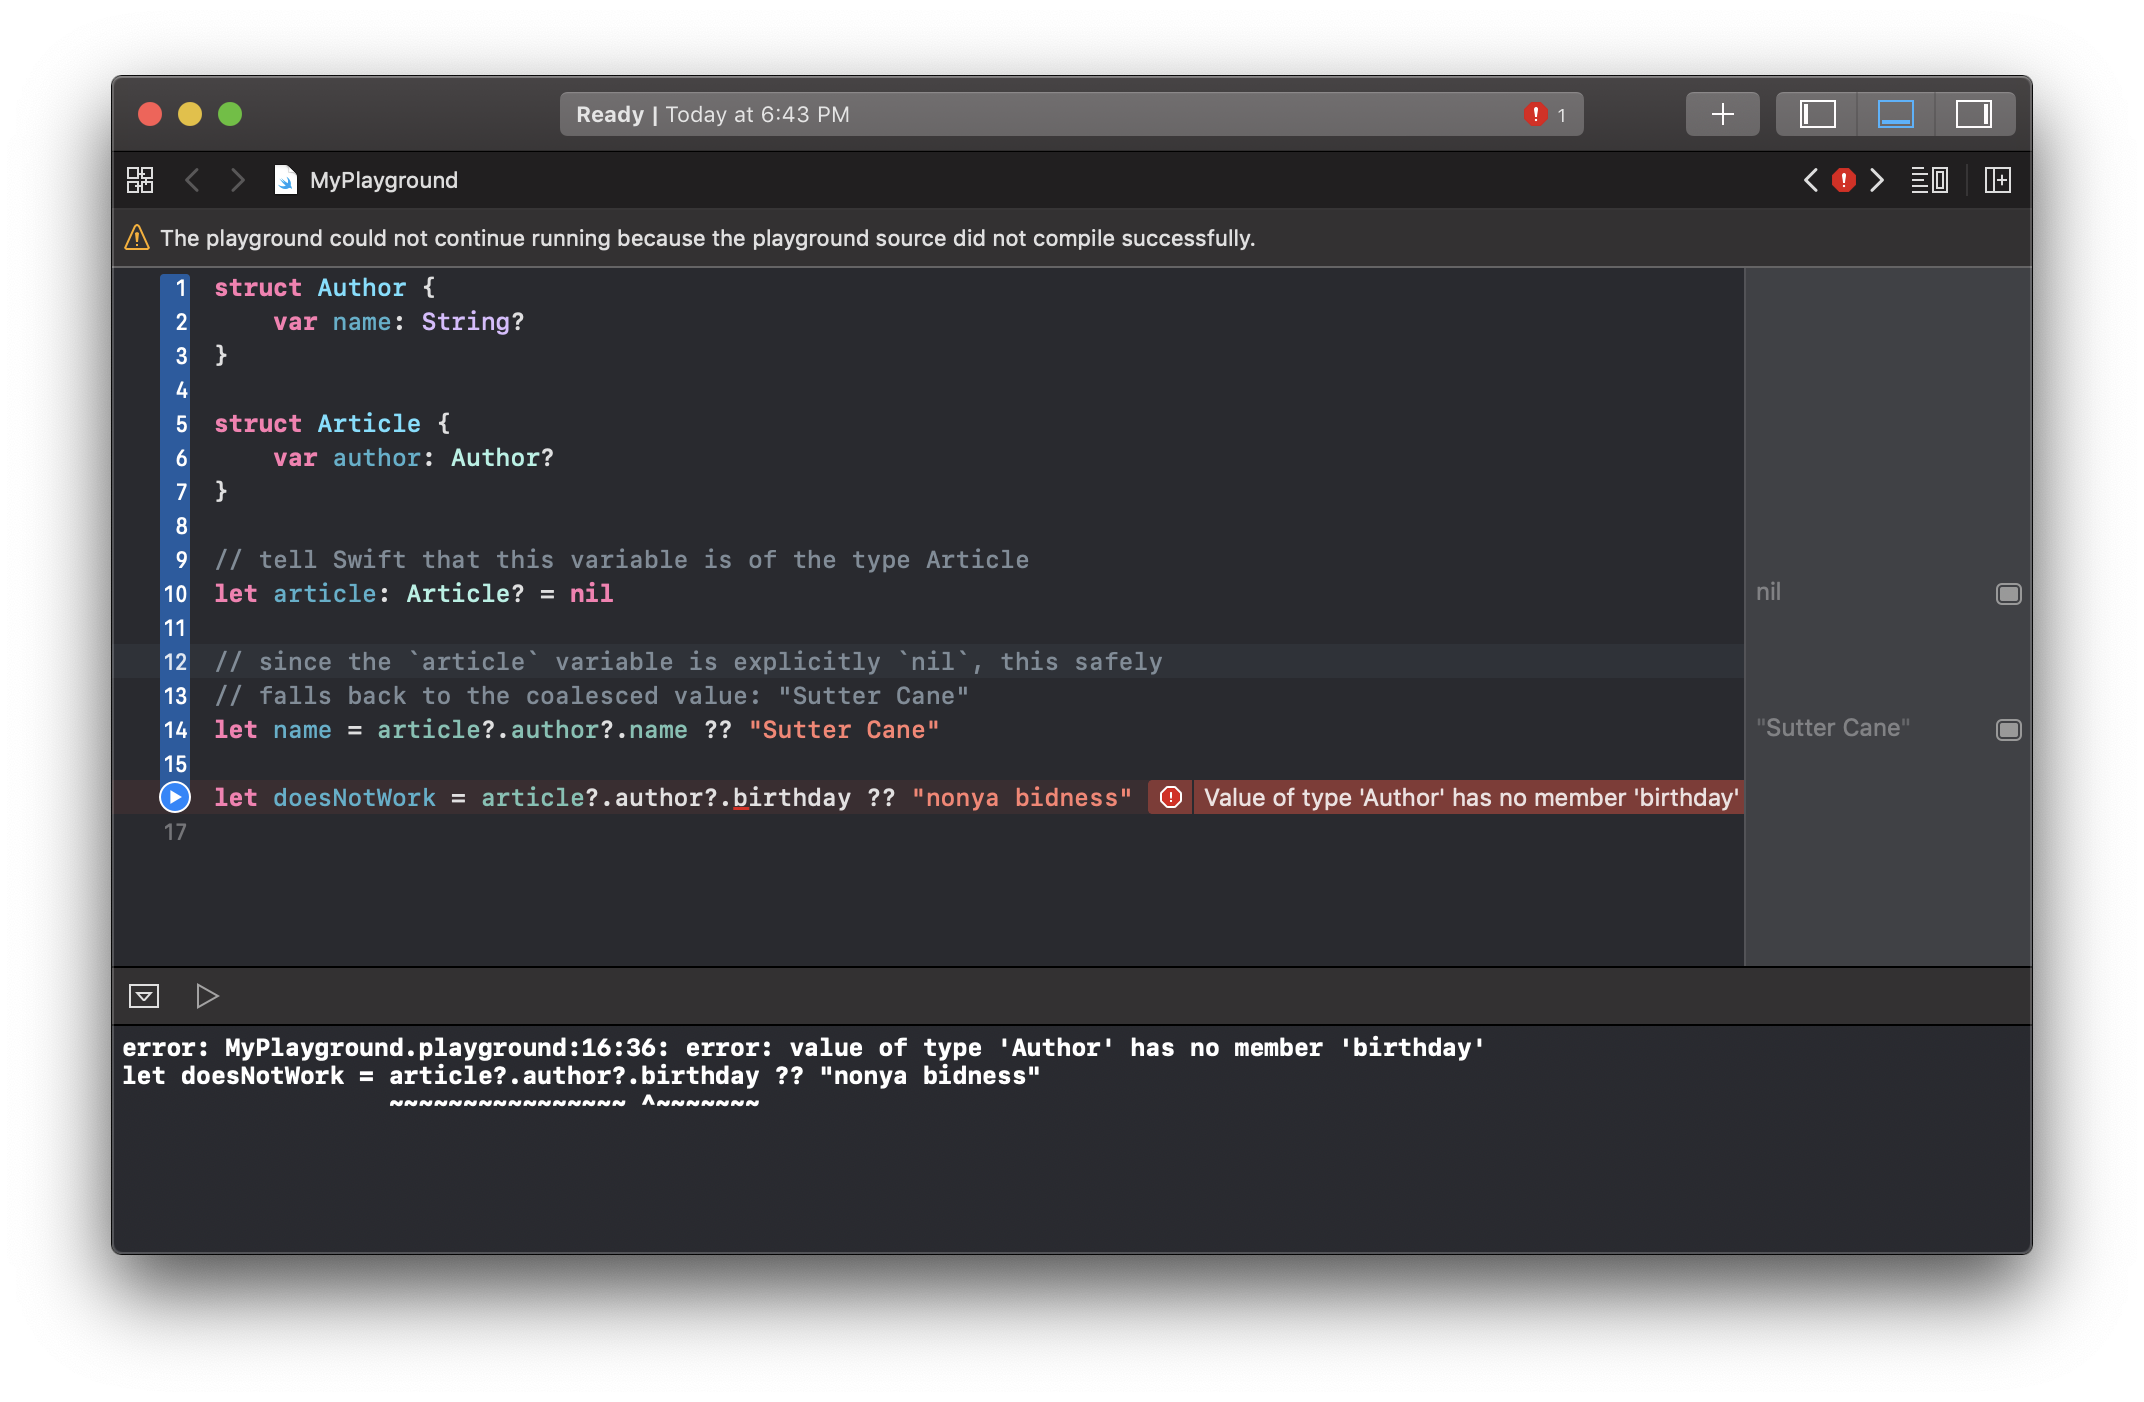 Ready | Today at 6:43 PM
1
MyPlayground
The playground could not continue running because the playground source did not compile successfully.
1 struct Author {
2     var name: String?
3 }
4
5 struct Article {
6     var author: Author?
7 }
8
9 // tell Swift that this variable is of the type Article
10 let article: Article? = nil
nil
11
12 // since the `article` variable is explicitly `nil`, this safely
13 // falls back to the coalesced value: "Sutter Cane"
14 let name = article?.author?.name ?? "Sutter Cane"
"Sutter Cane"
15
let doesNotWork = article?.author?.birthday ?? "nonya bidness"
Value of type 'Author' has no member 'birthday'
17
error: MyPlayground.playground:16:36: error: value of type 'Author' has no member 'birthday'
let doesNotWork = article?.author?.birthday ?? "nonya bidness"
                  ~~~~~~~~~~~~~~~~ ^~~~~~~~